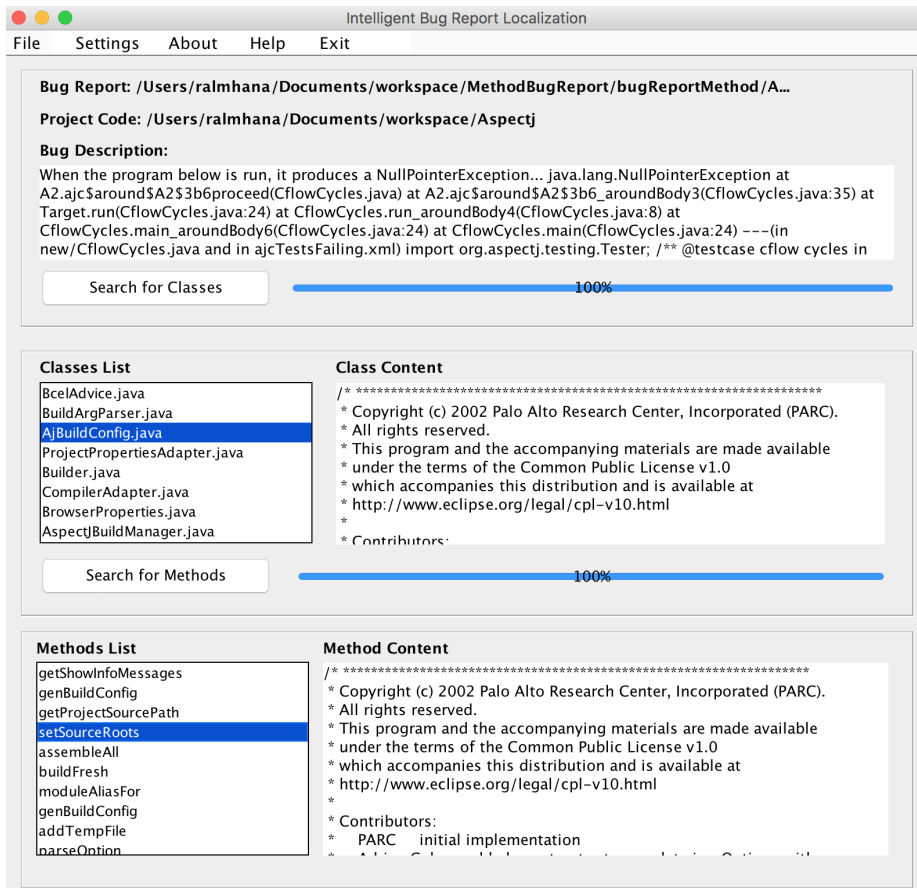 Intelligent Bug Report Localization
File Settings About Help Exit
Bug Report: /Users/ralmhana/Documents/workspace/MethodBugReport/bugReportMethod/A...
Project Code: /Users/ralmhana/Documents/workspace/Aspectj
Bug Description:
When the program below is run, it produces a NullPointerException... java.lang.NullPointerException at
A2.ajc$around$A2$3b6proceed(CflowCycles.java) at A2.ajc$around$A2$3b6_aroundBody3(CflowCycles.java:35) at
Target.run(CflowCycles.java:24) at CflowCycles.run_aroundBody4(CflowCycles.java:8) at
CflowCycles.main_aroundBody6(CflowCycles.java:24) at CflowCycles.main(CflowCycles.java:24) ---(in
new/CflowCycles.java and in ajcTestsFailing.xml) import org.aspectj.testing.Tester; /** @testcase cflow cycles in
Search for Classes
100%
Classes List
BcelAdvice.java
BuildArgParser.java
AjBuildConfig.java
ProjectPropertiesAdapter.java
Builder.java
CompilerAdapter.java
BrowserProperties.java
AspectJBuildManager.java
Class Content
/* *******************************************************************
* Copyright (c) 2002 Palo Alto Research Center, Incorporated (PARC).
* All rights reserved.
* This program and the accompanying materials are made available
* under the terms of the Common Public License v1.0
* which accompanies this distribution and is available at
* http://www.eclipse.org/legal/cpl-v10.html
*
* Contributors:
Search for Methods
100%
Methods List
getShowInfoMessages
genBuildConfig
getProjectSourcePath
setSourceRoots
assembleAll
buildFresh
moduleAliasFor
genBuildConfig
addTempFile
parseOption
Method Content
/* *******************************************************************
* Copyright (c) 2002 Palo Alto Research Center, Incorporated (PARC).
* All rights reserved.
* This program and the accompanying materials are made available
* under the terms of the Common Public License v1.0
* which accompanies this distribution and is available at
* http://www.eclipse.org/legal/cpl-v10.html
*
* Contributors:
* PARC initial implementation